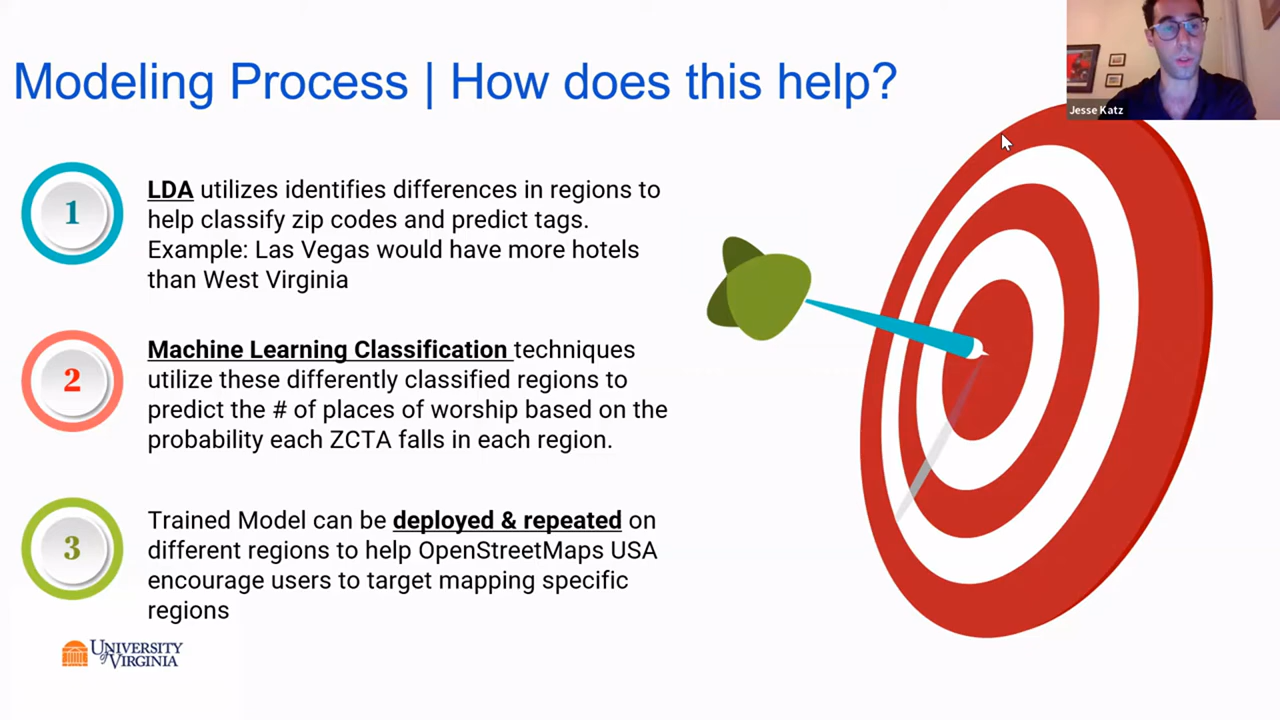 Jesse Katz
Modeling Process | How does this help?
1
LDA utilizes identifies differences in regions to
help classify zip codes and predict tags.
Example: Las Vegas would have more hotels
than West Virginia
2
Machine Learning Classification techniques
utilize these differently classified regions to
predict the # of places of worship based on the
probability each ZCTA falls in each region.
3
Trained Model can be deployed & repeated on
different regions to help OpenStreetMaps USA
encourage users to target mapping specific
regions
UNIVERSITY
of VIRGINIA